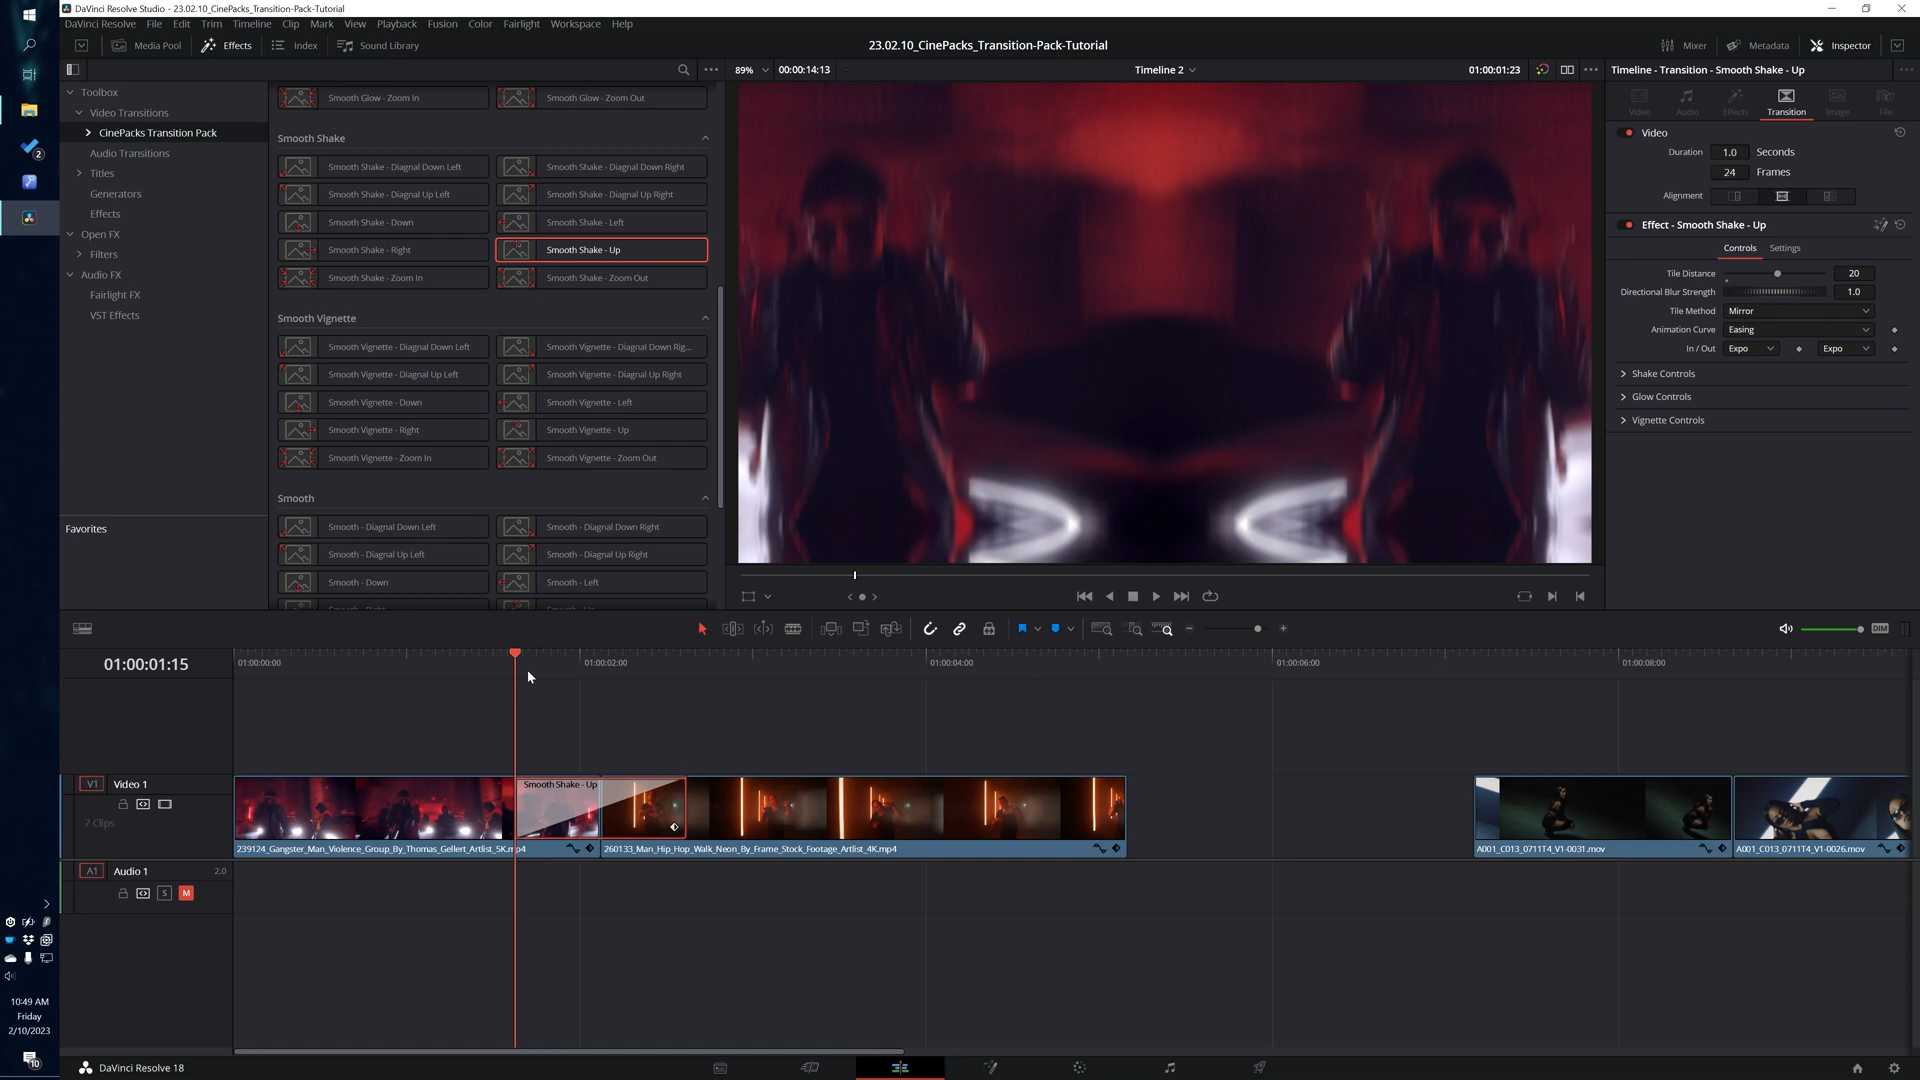 DaVinci Resolve Studio - 23.02.10_CinePacks_Transition-Pack-Tutorial
DaVinci Resolve File Edit Trim Timeline Clip Mark View Playback Fusion Color Fairlight Workspace Help
Media Pool Effects Index Sound Library
23.02.10_CinePacks_Transition-Pack-Tutorial
Mixer Metadata Inspector
89% 00:00:14:13
Timeline 2
01:00:01:23
Timeline - Transition - Smooth Shake - Up
Toolbox
Video Transitions
CinePacks Transition Pack
Audio Transitions
Titles
Generators
Effects
Open FX
Filters
Audio FX
Fairlight FX
VST Effects
Favorites
Smooth Glow - Zoom In
Smooth Glow - Zoom Out
Smooth Shake
Smooth Shake - Diagnal Down Left
Smooth Shake - Diagnal Down Right
Smooth Shake - Diagnal Up Left
Smooth Shake - Diagnal Up Right
Smooth Shake - Down
Smooth Shake - Left
Smooth Shake - Right
Smooth Shake - Up
Smooth Shake - Zoom In
Smooth Shake - Zoom Out
Smooth Vignette
Smooth Vignette - Diagnal Down Left
Smooth Vignette - Diagnal Down Rig...
Smooth Vignette - Diagnal Up Left
Smooth Vignette - Diagnal Up Right
Smooth Vignette - Down
Smooth Vignette - Left
Smooth Vignette - Right
Smooth Vignette - Up
Smooth Vignette - Zoom In
Smooth Vignette - Zoom Out
Smooth
Smooth - Diagnal Down Left
Smooth - Diagnal Down Right
Smooth - Diagnal Up Left
Smooth - Diagnal Up Right
Smooth - Down
Smooth - Left
Video Audio Effects Transition Image File
Video
Duration 1.0 Seconds
24 Frames
Alignment
Effect - Smooth Shake - Up
Controls Settings
Tile Distance 20
Directional Blur Strength 1.0
Tile Method Mirror
Animation Curve Easing
In / Out Expo Expo
Shake Controls
Glow Controls
Vignette Controls
DIM
01:00:01:15
01:00:00:00 01:00:02:00 01:00:04:00 01:00:06:00 01:00:08:00
V1 Video 1
7 Clips
Smooth Shake - Up
239124_Gangster_Man_Violence_Group_By_Thomas_Gellert_Artlist_5K.mp4
260133_Man_Hip_Hop_Walk_Neon_By_Frame_Stock_Footage_Artlist_4K.mp4
A001_C013_0711T4_V1-0031.mov
A001_C013_0711T4_V1-0026.mov
A1 Audio 1 2.0
S M
2
10:49 AM
Friday
2/10/2023
10
DaVinci Resolve 18